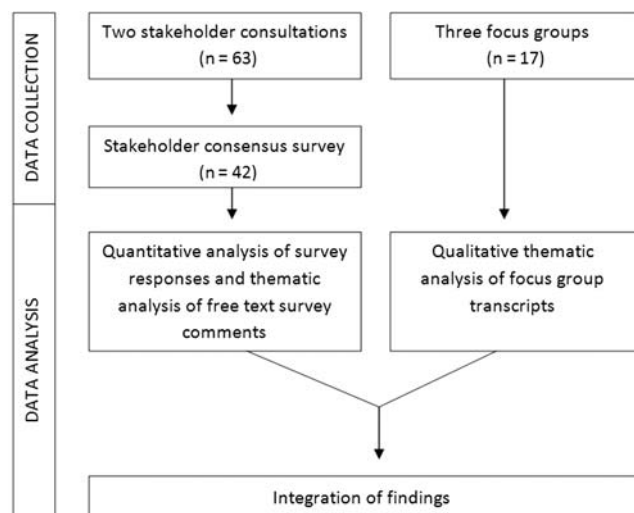 DATA COLLECTION
Two stakeholder consultations
(n = 63)
Three focus groups
(n = 17)
Stakeholder consensus survey
(n = 42)
DATA ANALYSIS
Quantitative analysis of survey
responses and thematic
analysis of free text survey
comments
Qualitative thematic
analysis of focus group
transcripts
Integration of findings